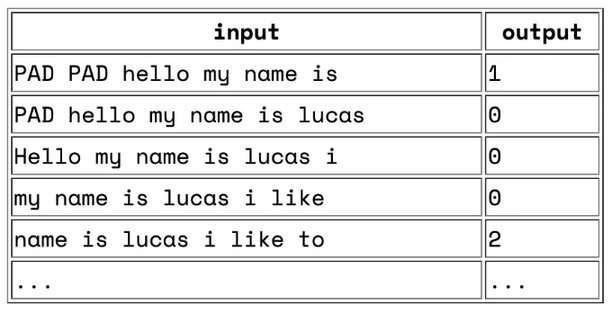 input output
PAD PAD hello my name is 1
PAD hello my name is lucas 0
Hello my name is lucas i 0
my name is lucas i like 0
name is lucas i like to 2
... ...